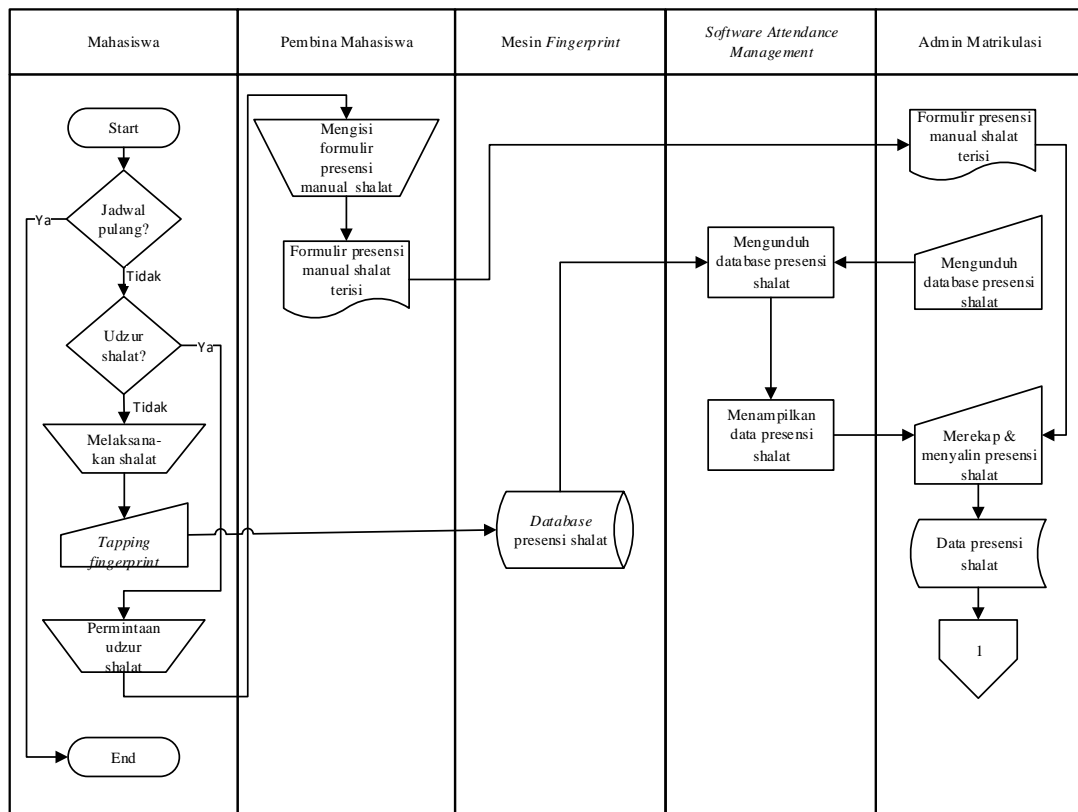 Mahasiswa
Pembina Mahasiswa
Mesin Fingerprint
Software Attendance
Management
Admin Matrikulasi
Start
Jadwal
pulang?
Ya
Tidak
Udzur
shalat?
Ya
Tidak
Melaksana-
kan shalat
Tapping
fingerprint
Permintaan
udzur
shalat
End
Mengisi
formulir
presensi
manual shalat
Formulir presensi
manual shalat
terisi
Database
presensi shalat
Mengunduh
database presensi
shalat
Menampilkan
data presensi
shalat
Formulir presensi
manual shalat
terisi
Mengunduh
database presensi
shalat
Merekap &
menyalin presensi
shalat
Data presensi
shalat
1